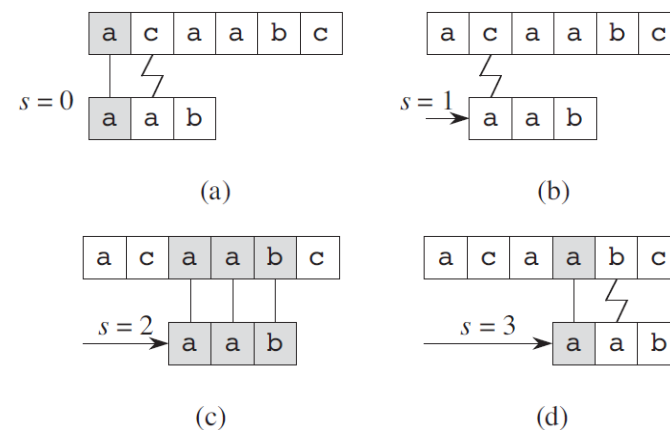 a c a a b c
s = 0
a a b
(a)
a c a a b c
s = 1
a a b
(b)
a c a a b c
s = 2
a a b
(c)
a c a a b c
s = 3
a a b
(d)